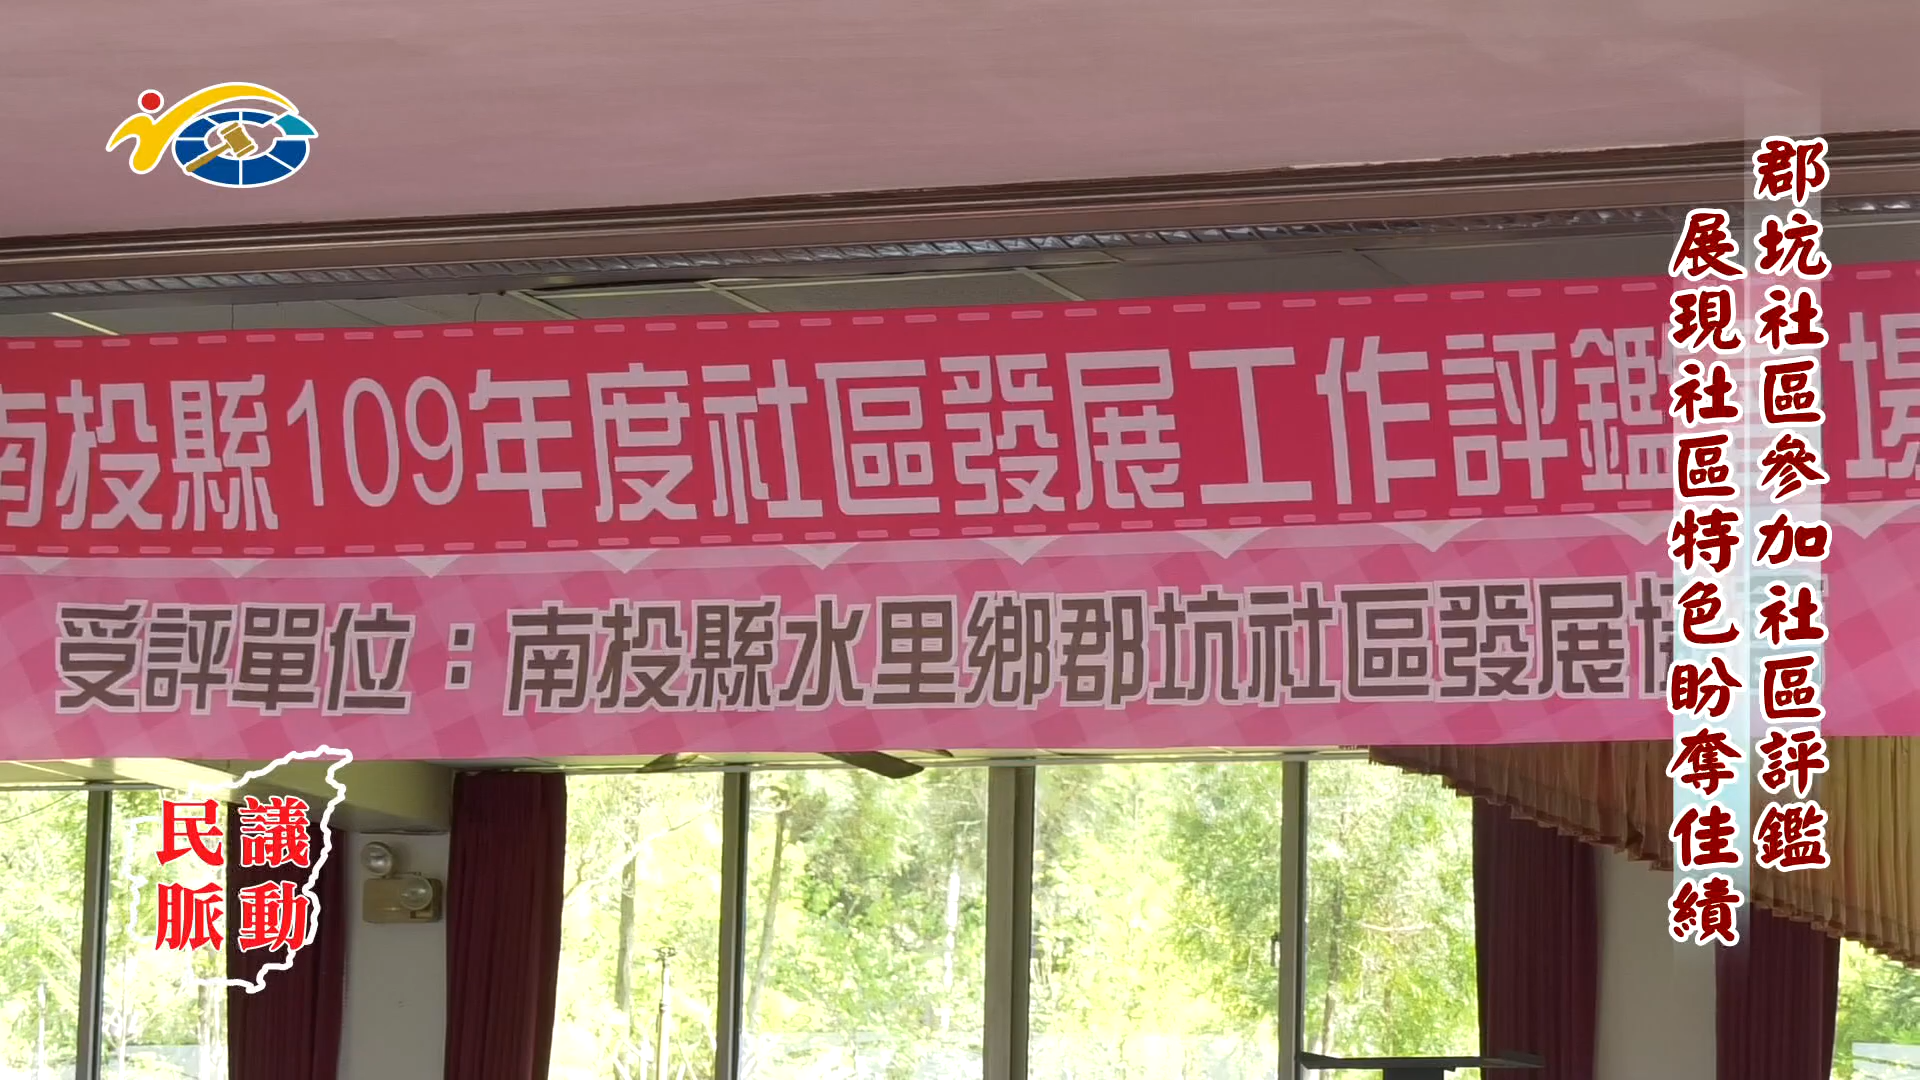 南投縣109年度社區發展工作評鑑 場
受評單位：南投縣水里鄉郡坑社區發展協
郡坑社區參加社區評鑑
展現社區特色盼奪佳績
民議
脈動